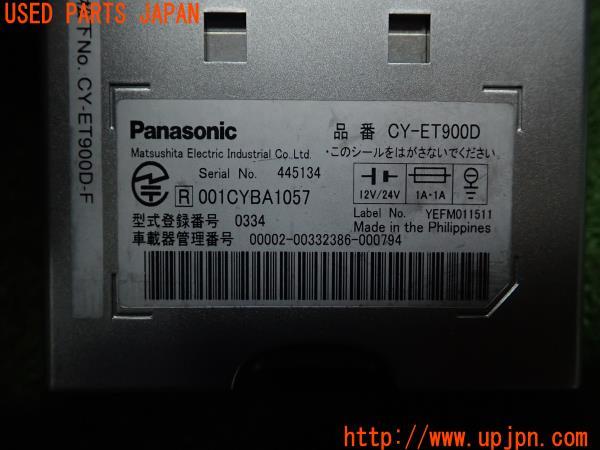 USED PARTS JAPAN
No. CY-ET900D-F
Panasonic
品番 CY-ET900D
Matsushita Electric Industrial Co.,Ltd.
・このシールをはがさないでください。
Serial No. 445134
R 001CYBA1057
12V/24V
1A・1A
Label No. YEFM011511
型式登録番号 0334
Made in the Philippines
車載器管理番号 00002-00332386-000794
U-Parts
http://www.upjpn.com